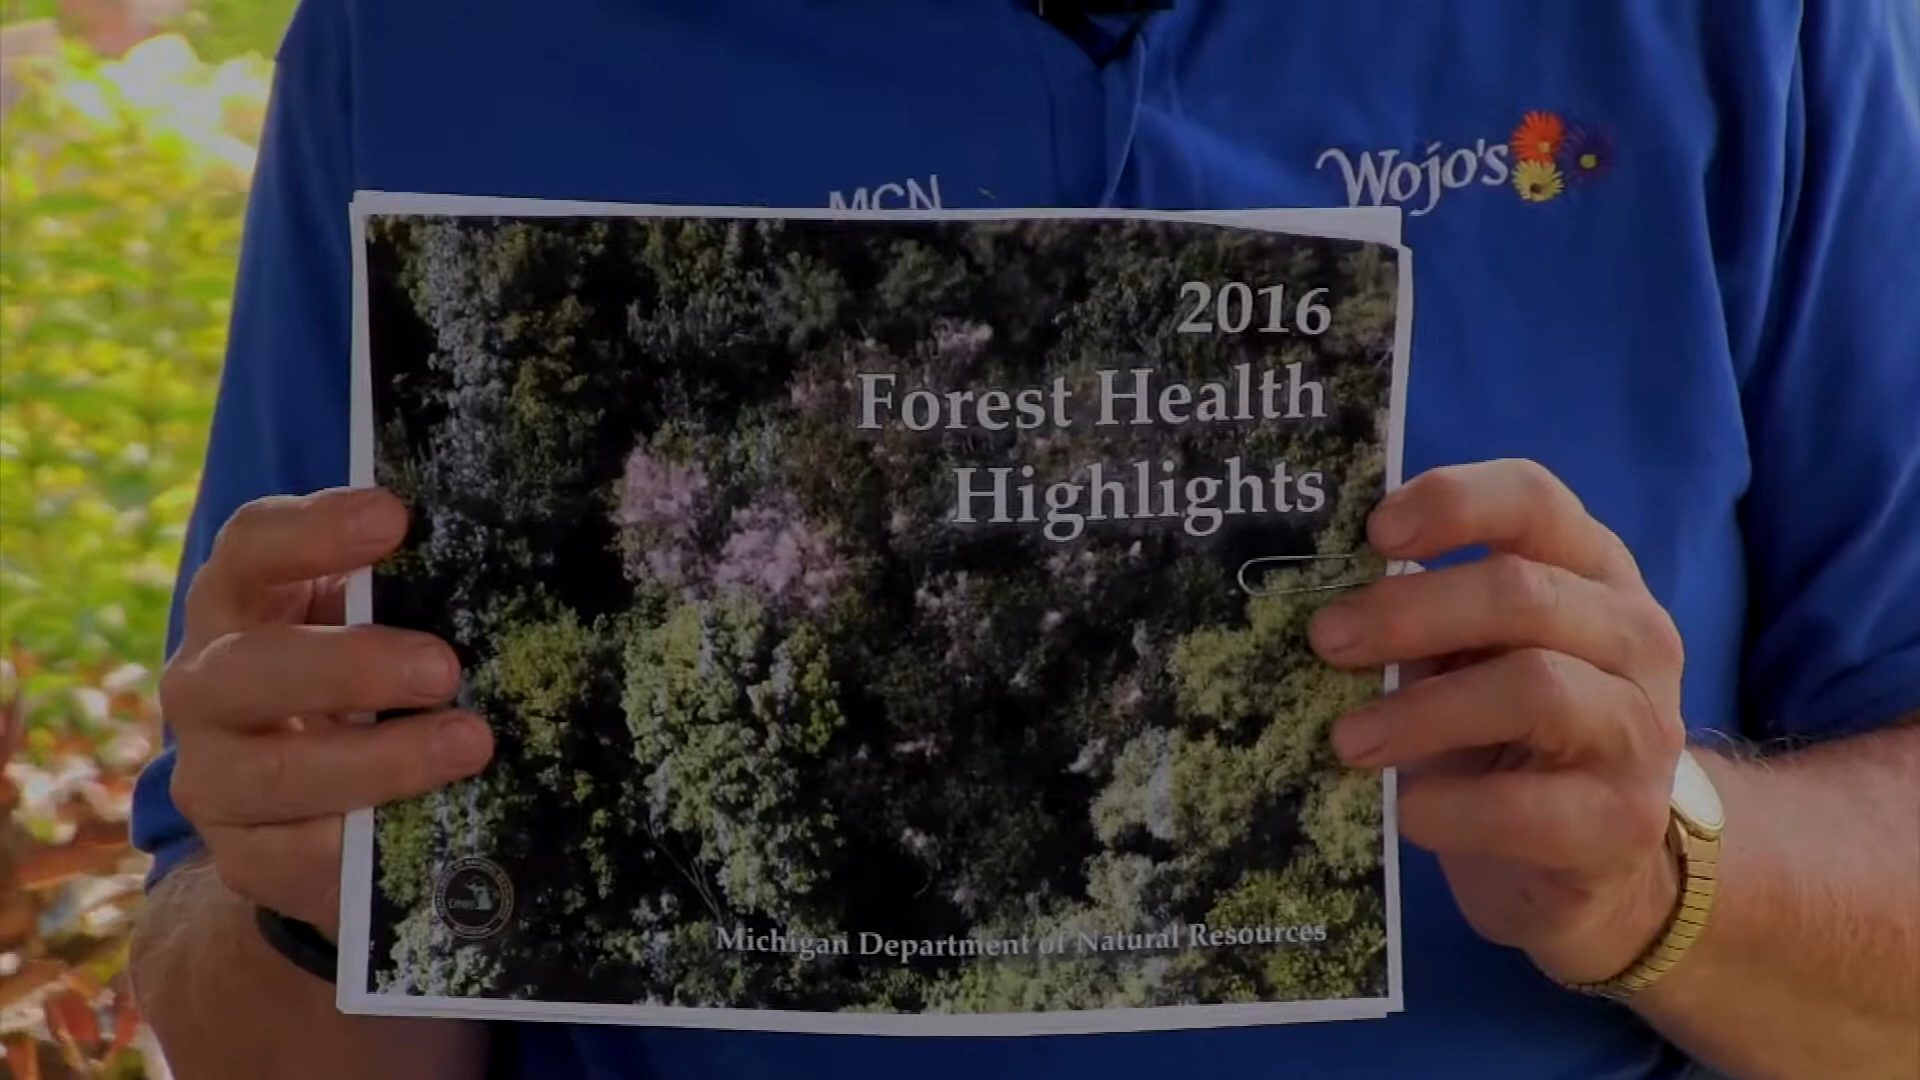 Wojo's
MCN
2016
Forest Health
Highlights
Michigan Department of Natural Resources